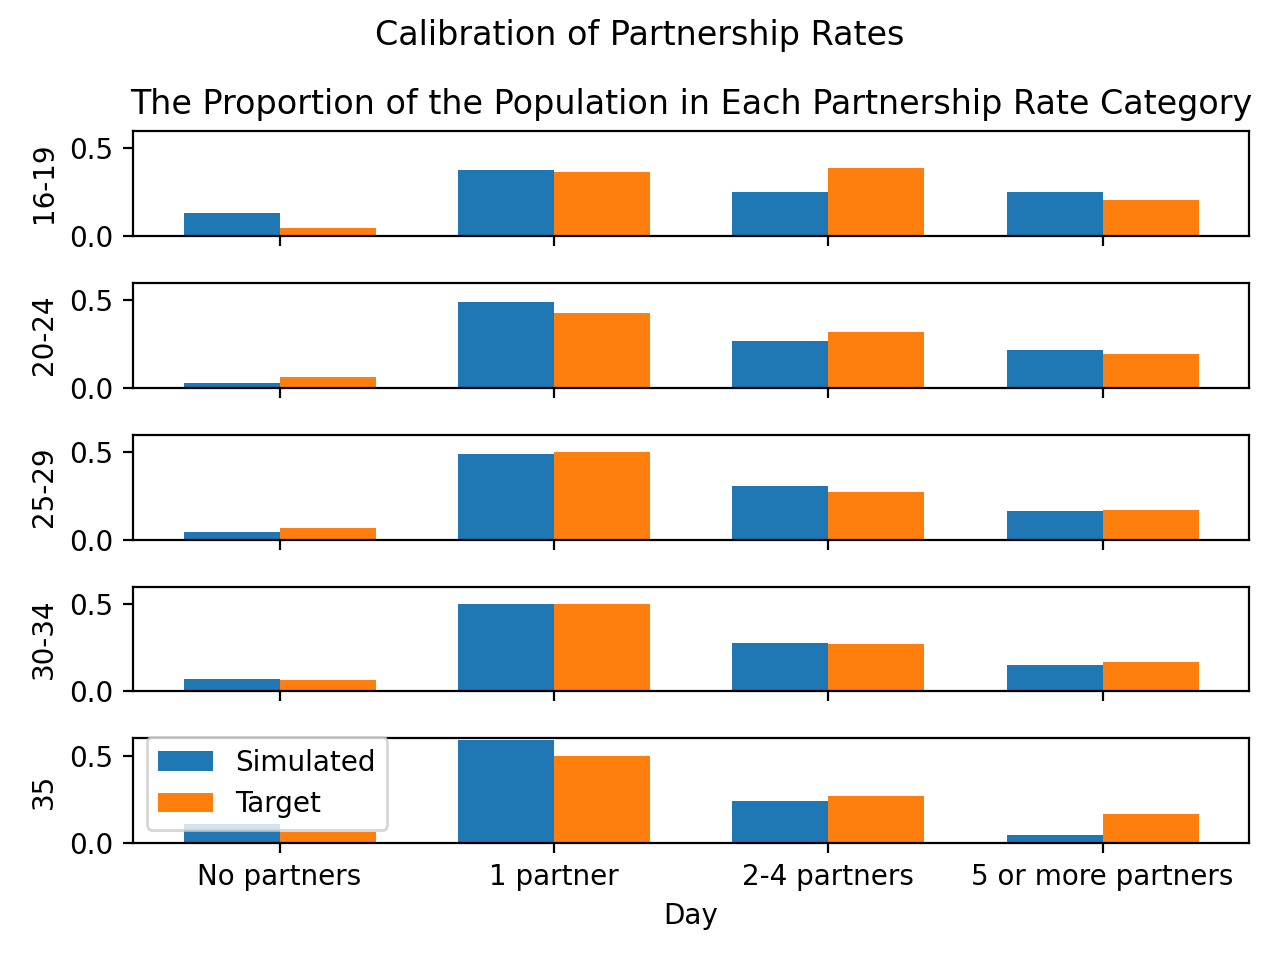 Calibration of Partnership Rates
The Proportion of the Population in Each Partnership Rate Category
0.5
0.0
16-19
0.5
0.0
20-24
0.5
0.0
25-29
0.5
0.0
30-34
0.5
0.0
35
Simulated
Target
No partners
1 partner
2-4 partners
5 or more partners
Day